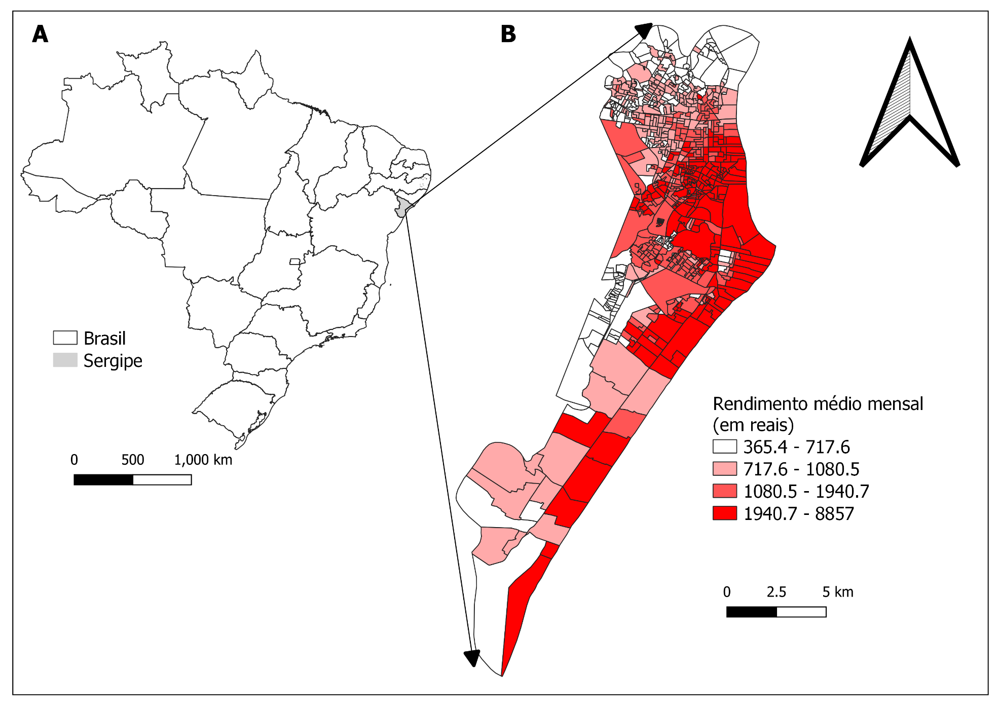 A
B
Brasil
Sergipe
0 500 1,000 km
Rendimento médio mensal
(em reais)
365.4 - 717.6
717.6 - 1080.5
1080.5 - 1940.7
1940.7 - 8857
0 2.5 5 km